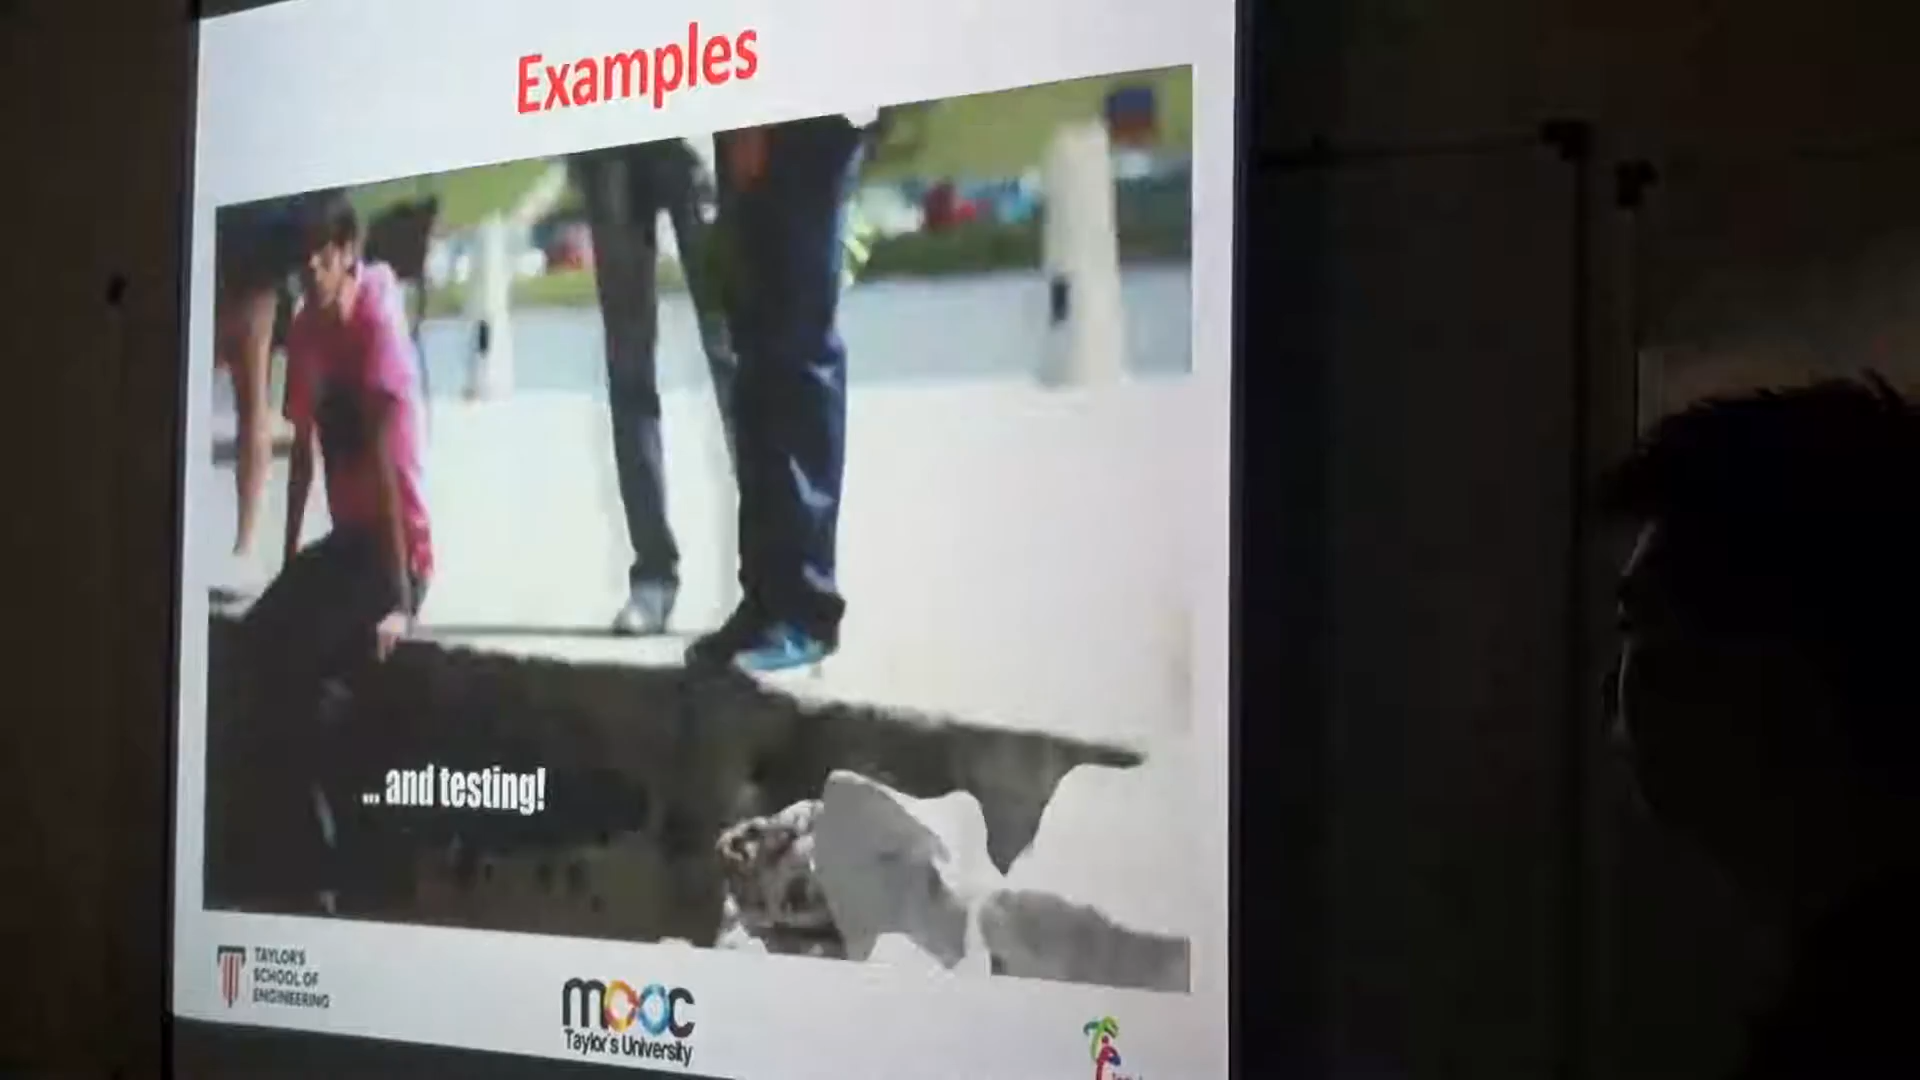 Examples
... and testing!
TAYLOR'S
SCHOOL OF
ENGINEERING
mooc
Taylor's University